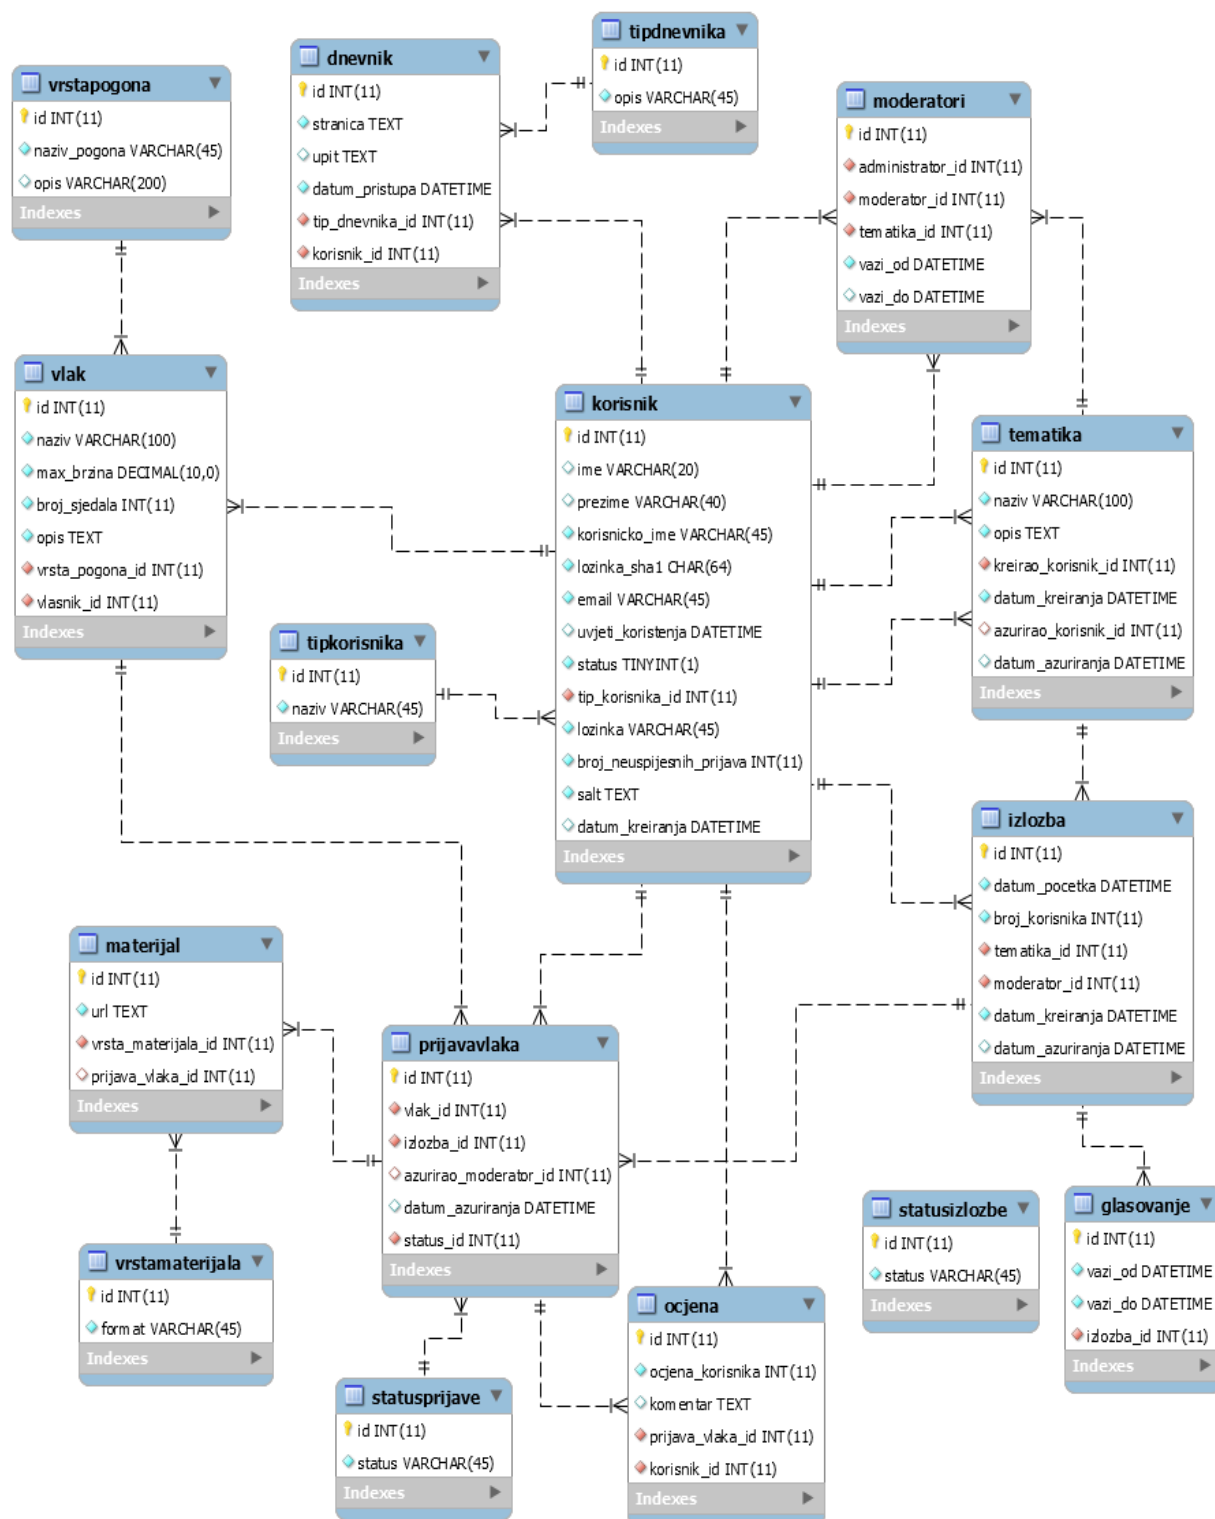 tipdnevnika
id INT(11)
opis VARCHAR(45)
Indexes
dnevnik
id INT(11)
stranica TEXT
upit TEXT
datum_pristupa DATETIME
tip_dnevnika_id INT(11)
korisnik_id INT(11)
Indexes
vrstapogona
id INT(11)
naziv_pogona VARCHAR(45)
opis VARCHAR(200)
Indexes
moderatori
id INT(11)
administrator_id INT(11)
moderator_id INT(11)
tematika_id INT(11)
vazi_od DATETIME
vazi_do DATETIME
Indexes
vlak
id INT(11)
naziv VARCHAR(100)
max_brzina DECIMAL(10,0)
broj_sjedala INT(11)
opis TEXT
vrsta_pogona_id INT(11)
vlasnik_id INT(11)
Indexes
korisnik
id INT(11)
ime VARCHAR(20)
prezime VARCHAR(40)
korisnicko_ime VARCHAR(45)
lozinka_sha1 CHAR(64)
email VARCHAR(45)
uvjeti_koristenja DATETIME
status TINYINT(1)
tip_korisnika_id INT(11)
lozinka VARCHAR(45)
broj_neuspijesnih_prijava INT(11)
salt TEXT
datum_kreiranja DATETIME
Indexes
tematika
id INT(11)
naziv VARCHAR(100)
opis TEXT
kreirao_korisnik_id INT(11)
datum_kreiranja DATETIME
azurirao_korisnik_id INT(11)
datum_azuriranja DATETIME
Indexes
tipkorisnika
id INT(11)
naziv VARCHAR(45)
Indexes
izlozba
id INT(11)
datum_pocetka DATETIME
broj_korisnika INT(11)
tematika_id INT(11)
moderator_id INT(11)
datum_kreiranja DATETIME
datum_azuriranja DATETIME
Indexes
materijal
id INT(11)
url TEXT
vrsta_materijala_id INT(11)
prijava_vlaka_id INT(11)
Indexes
prijavavlaka
id INT(11)
vlak_id INT(11)
izlozba_id INT(11)
azurirao_moderator_id INT(11)
datum_azuriranja DATETIME
status_id INT(11)
Indexes
statusizlozbe
id INT(11)
status VARCHAR(45)
Indexes
glasovanje
id INT(11)
vazi_od DATETIME
vazi_do DATETIME
izlozba_id INT(11)
Indexes
vrstamaterijala
id INT(11)
format VARCHAR(45)
Indexes
ocjena
id INT(11)
ocjena_korisnika INT(11)
komentar TEXT
prijava_vlaka_id INT(11)
korisnik_id INT(11)
Indexes
statusprijave
id INT(11)
status VARCHAR(45)
Indexes